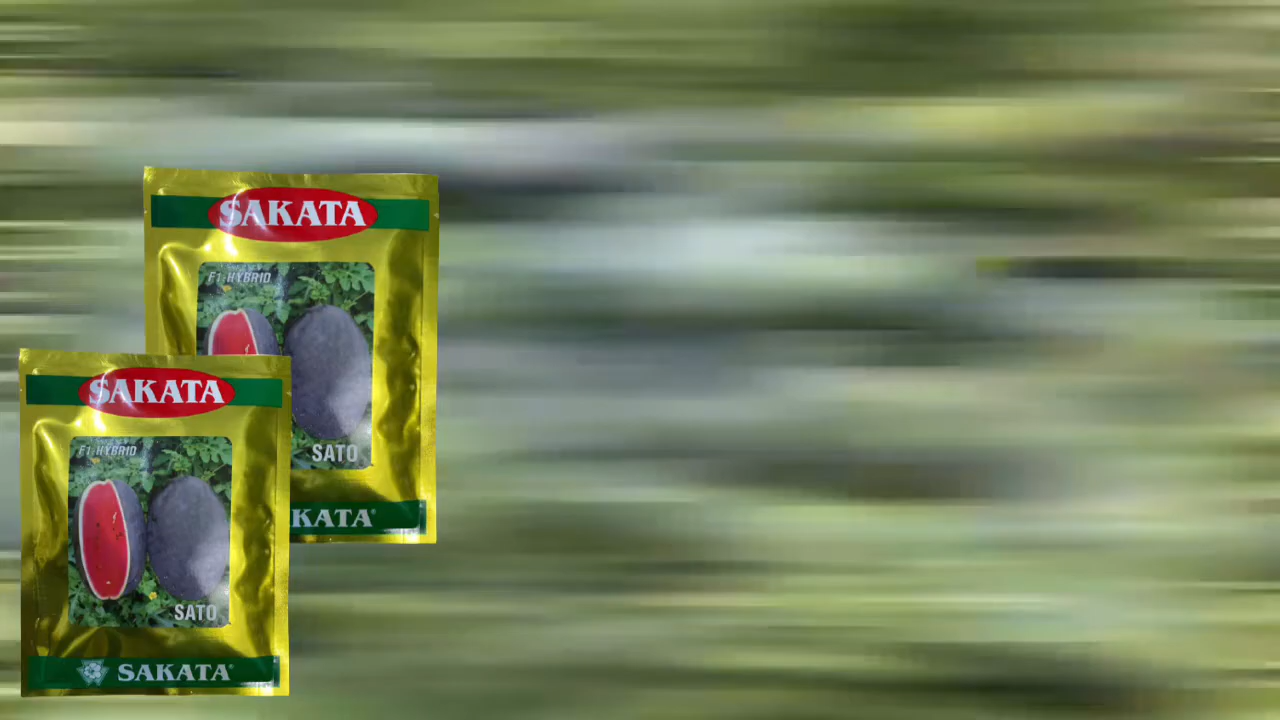 SAKATA
F1 HYBRID
SATO
KATA®
SAKATA
F1 HYBRID
SATO
SAKATA®